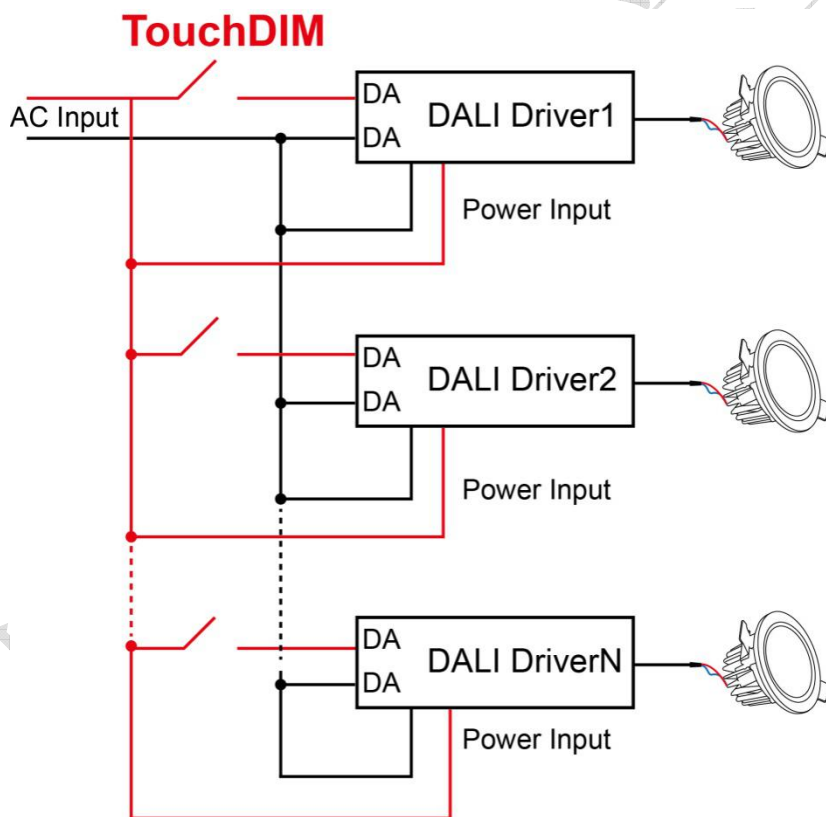 TouchDIM
AC Input
DA
DA
DALI Driver1
Power Input
DA
DA
DALI Driver2
Power Input
DA
DA
DALI DriverN
Power Input